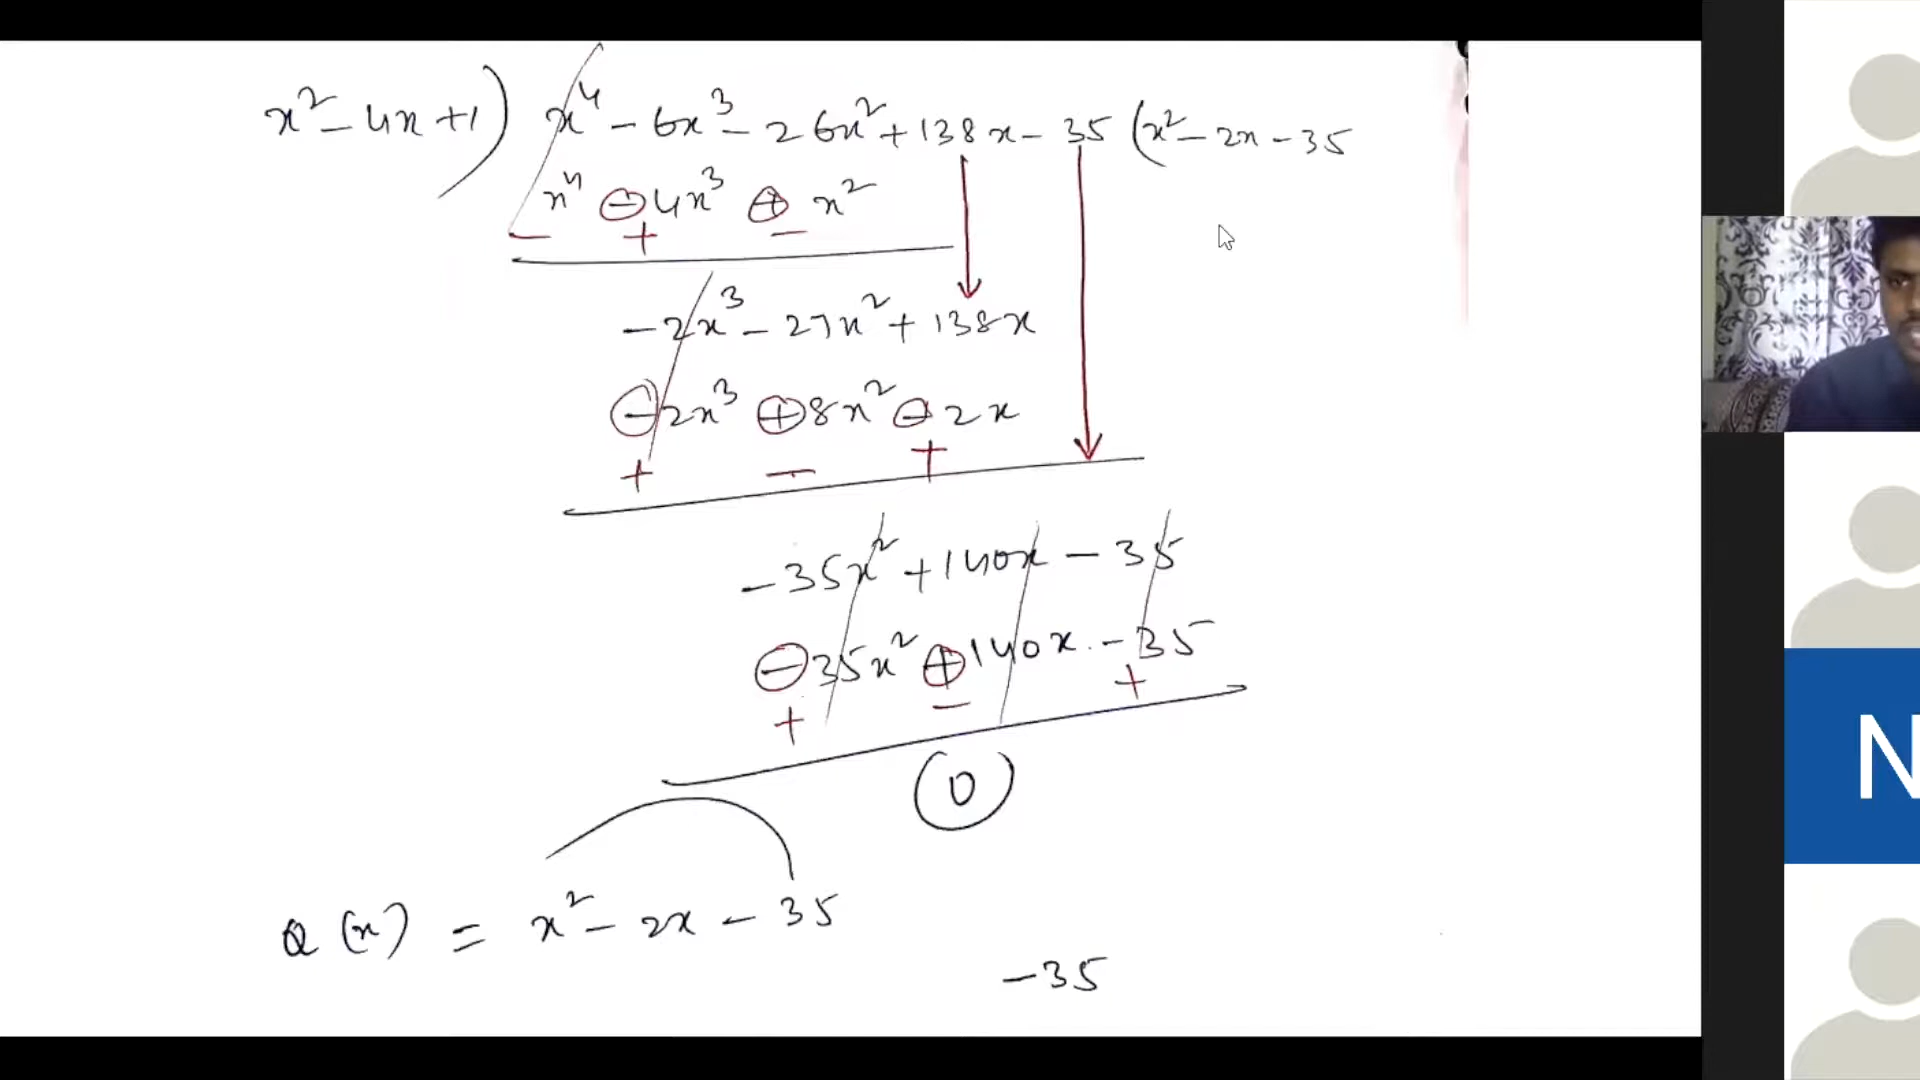 x² - 4x + 1 ) x⁴ - 6x³ - 26x² + 138x - 35 ( x² - 2x - 35
x⁴ ⊖ 4x³ ⊕ x²
- + -
-2x³ - 27x² + 138x
⊖ 2x³ ⊕ 8x² ⊖ 2x
+ - +
-35x² + 140x - 35
⊖ 35x² ⊕ 140x - 35
+ - +
0
Q(x) = x² - 2x - 35
-35
N